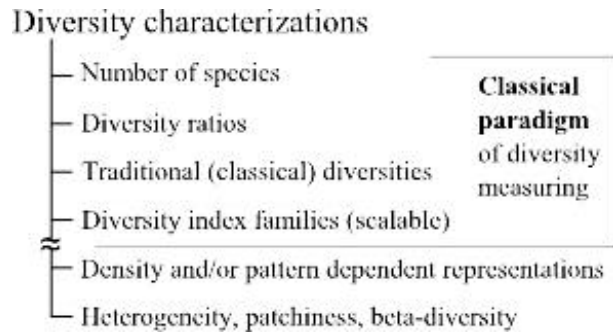 Diversity characterizations
Number of species
Diversity ratios
Traditional (classical) diversities
Diversity index families (scalable)
Classical
paradigm
of diversity
measuring
Density and/or pattern dependent representations
Heterogeneity, patchiness, beta-diversity